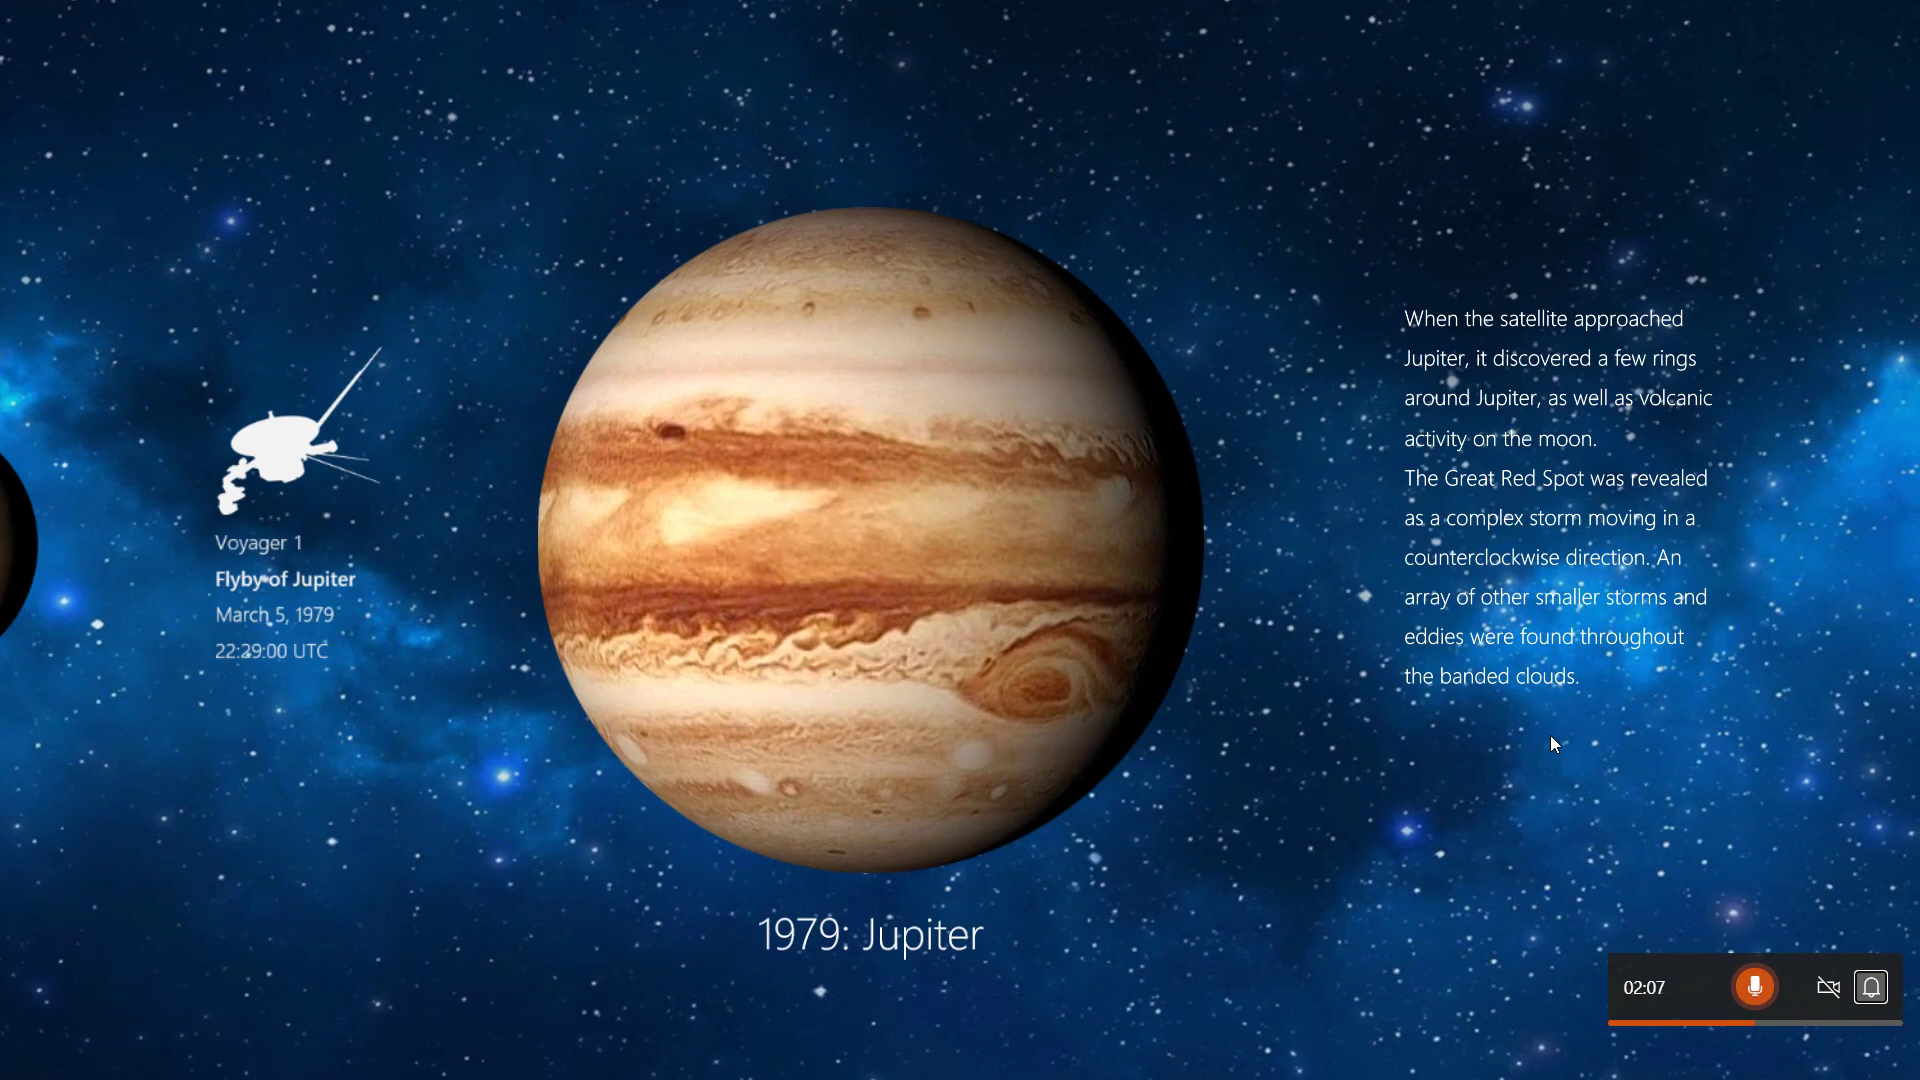 Voyager 1
Flyby of Jupiter
March 5, 1979
22:29:00 UTC
When the satellite approached
Jupiter, it discovered a few rings
around Jupiter, as well as volcanic
activity on the moon.
The Great Red Spot was revealed
as a complex storm moving in a
counterclockwise direction. An
array of other smaller storms and
eddies were found throughout
the banded clouds.
1979: Jupiter
02:07